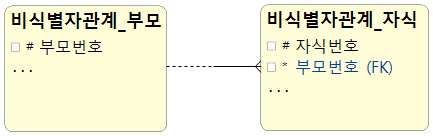 비식별자관계_부모
# 부모번호
...
비식별자관계_자식
# 자식번호
* 부모번호 (FK)
...